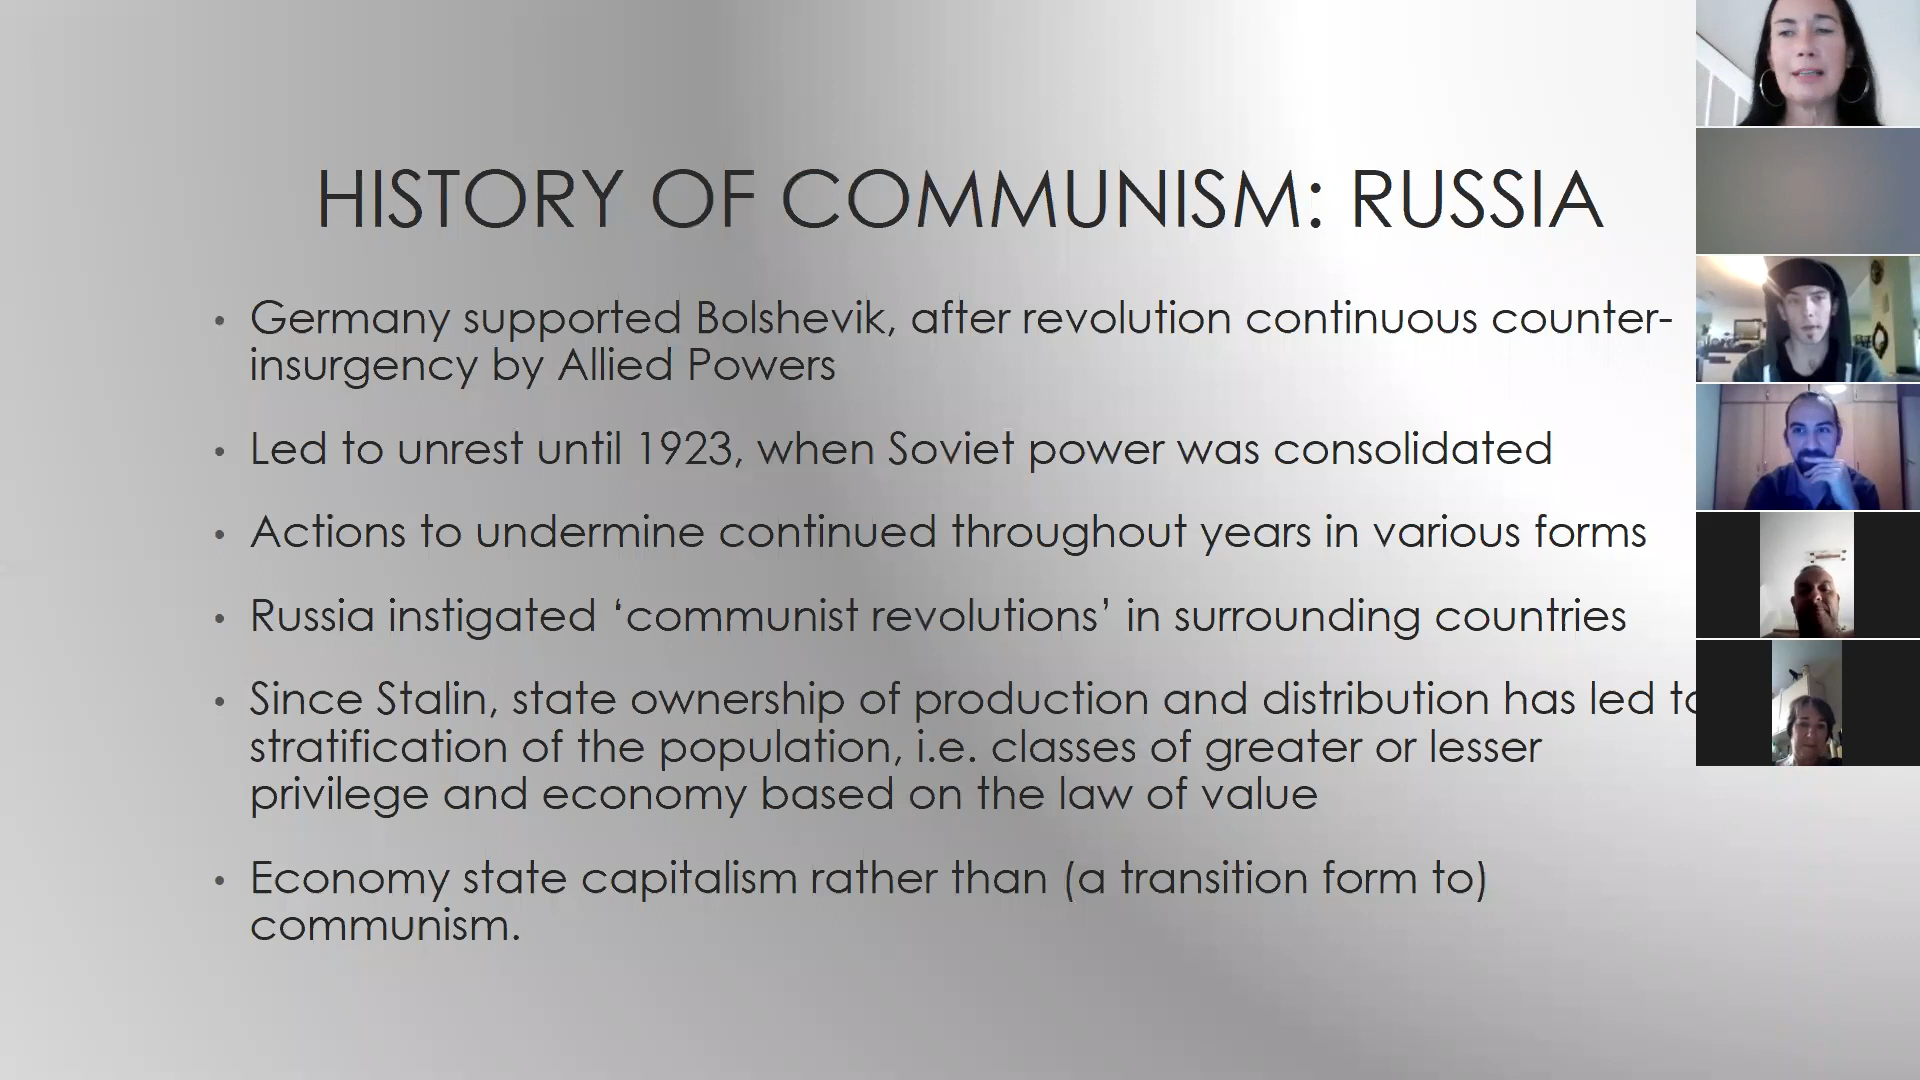 HISTORY OF COMMUNISM: RUSSIA
• Germany supported Bolshevik, after revolution continuous counter-
insurgency by Allied Powers
• Led to unrest until 1923, when Soviet power was consolidated
• Actions to undermine continued throughout years in various forms
• Russia instigated ‘communist revolutions’ in surrounding countries
• Since Stalin, state ownership of production and distribution has led to
stratification of the population, i.e. classes of greater or lesser
privilege and economy based on the law of value
• Economy state capitalism rather than (a transition form to)
communism.